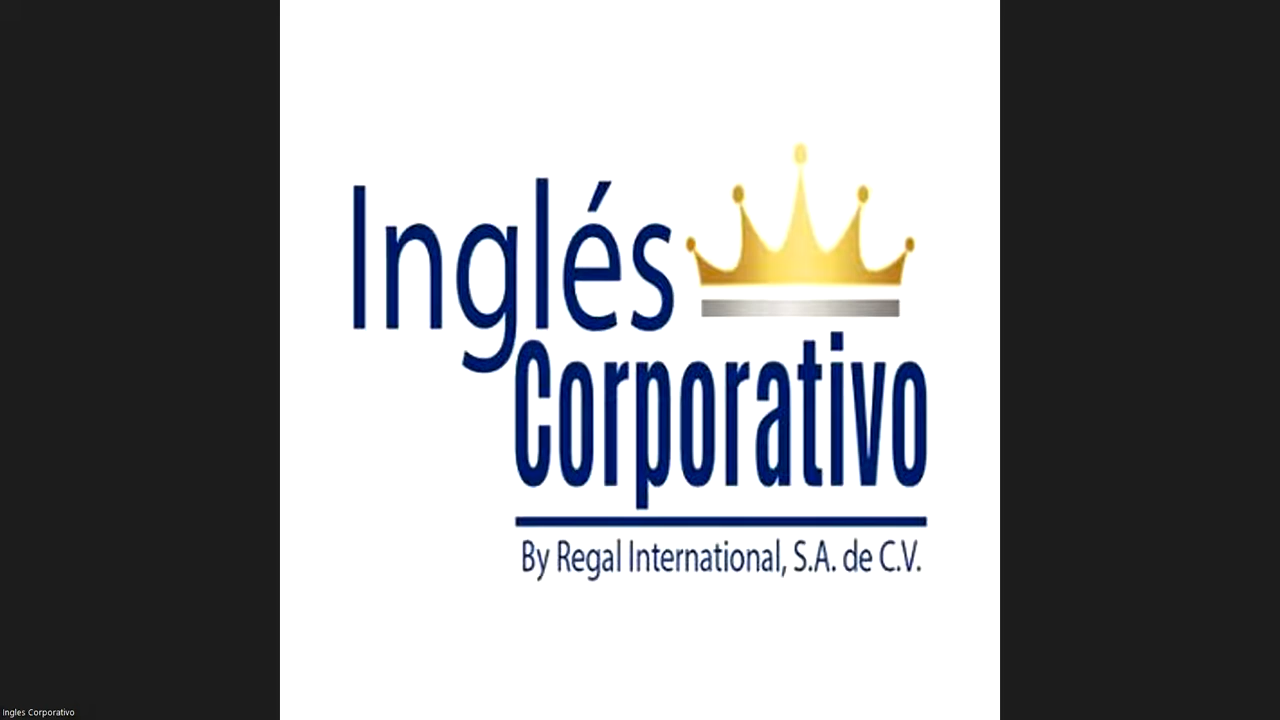 Inglés
Corporativo
By Regal International, S.A. de C.V.
Ingles Corporativo